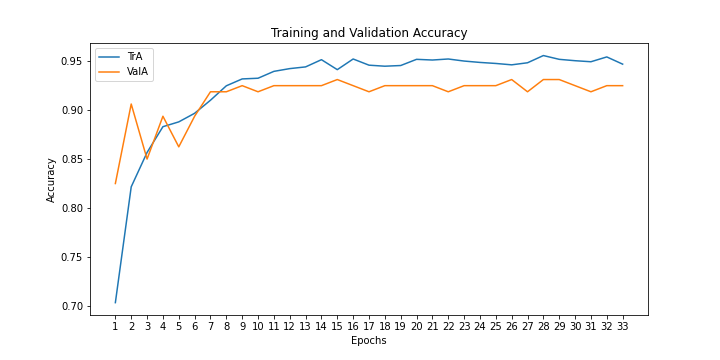 Training and Validation Accuracy
TrA
ValA
0.95
0.90
0.85
0.80
0.75
0.70
Accuracy
1 2 3 4 5 6 7 8 9 10 11 12 13 14 15 16 17 18 19 20 21 22 23 24 25 26 27 28 29 30 31 32 33
Epochs